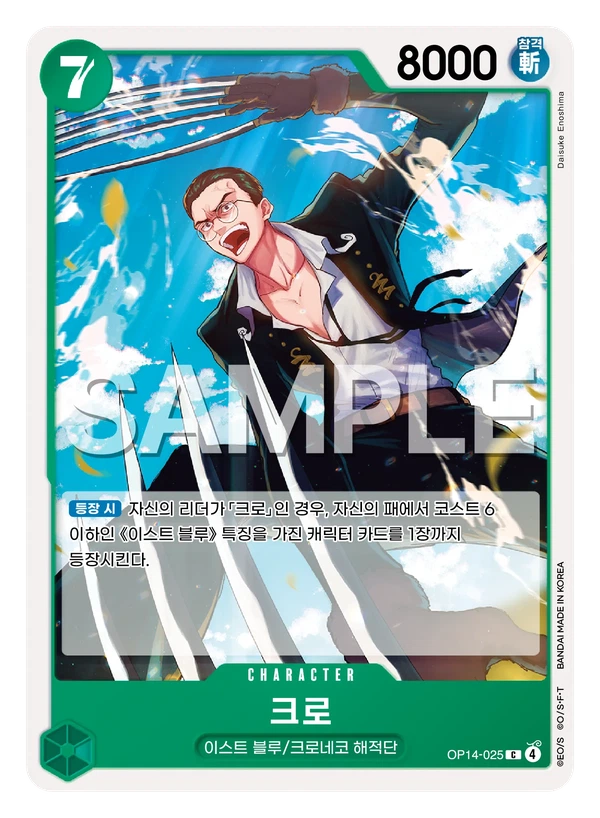 7
8000
참격
斬
Daisuke Enoshima
SAMPLE
등장 시 자신의 리더가 「크로」인 경우, 자신의 패에서 코스트 6
이하인 《이스트 블루》 특징을 가진 캐릭터 카드를 1장까지
등장시킨다.
CHARACTER
크로
이스트 블루/크로네코 해적단
OP14-025 C 4
©EO/S ©O/S·F·T BANDAI MADE IN KOREA